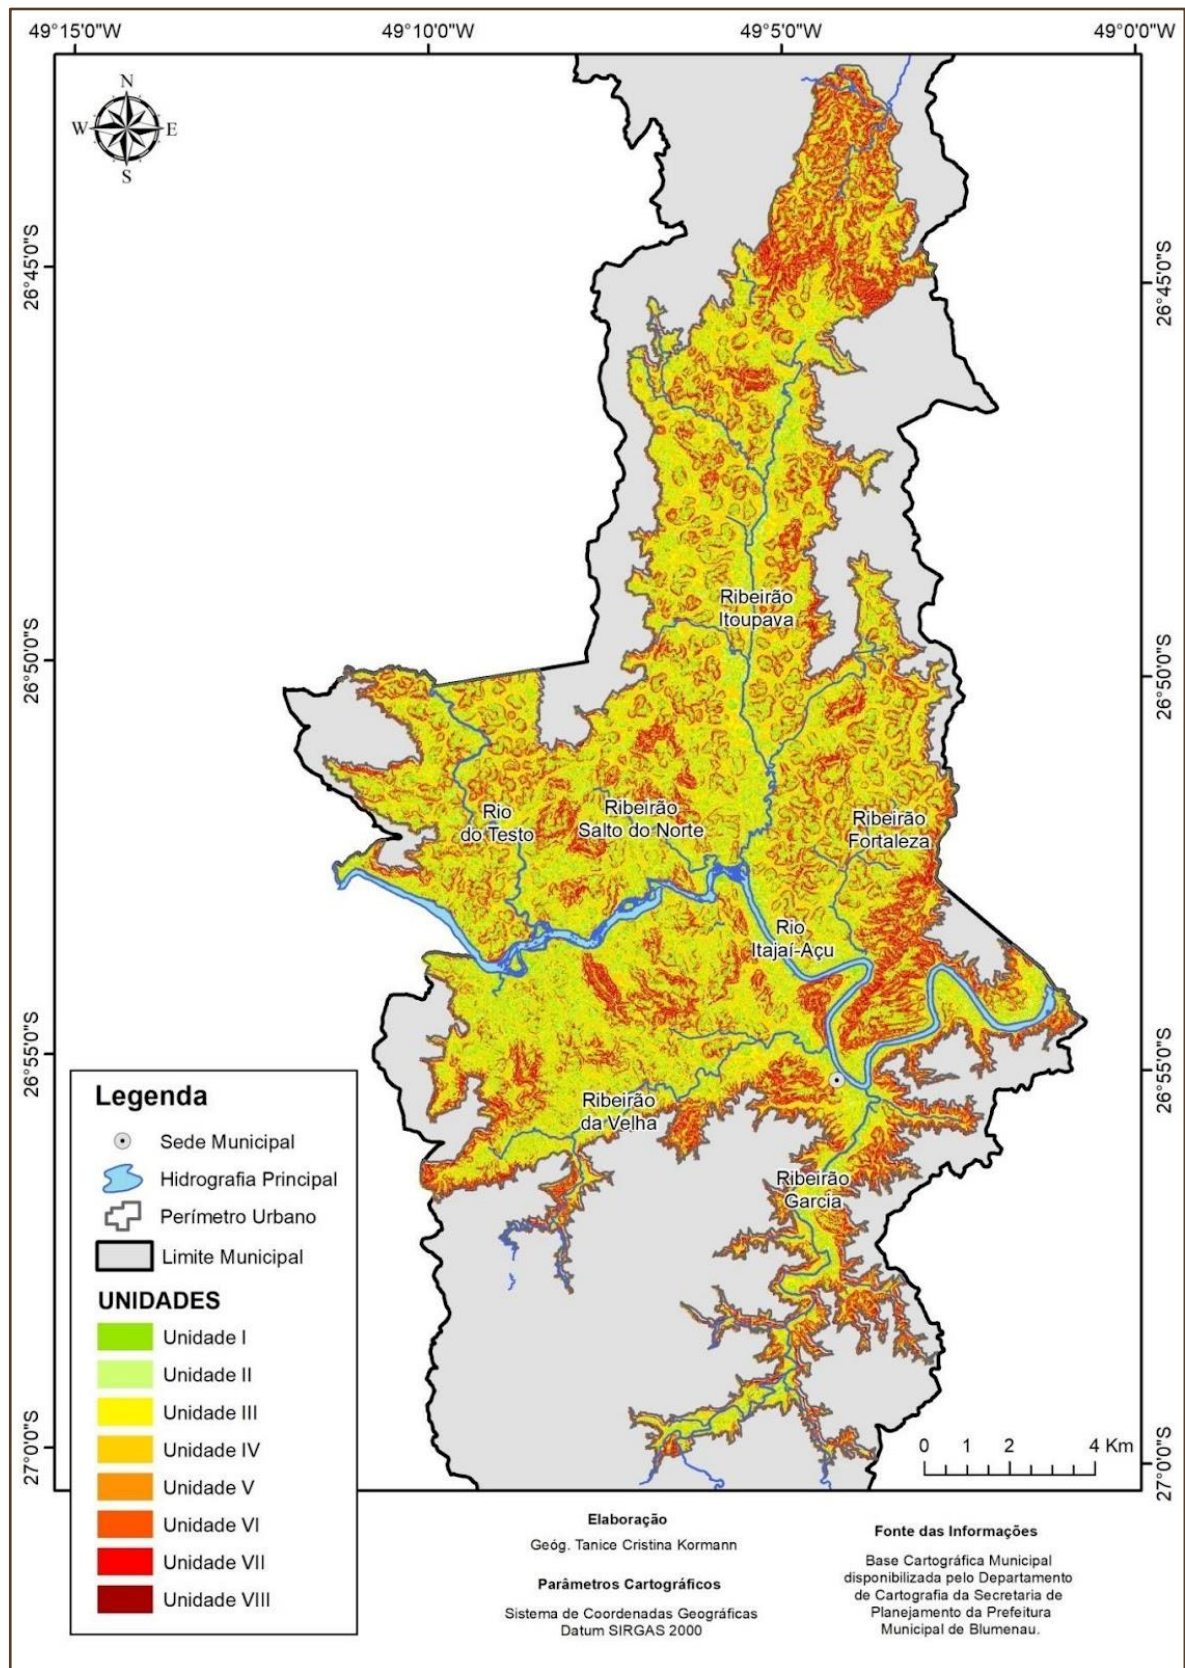 49°15'0"W 49°10'0"W 49°5'0"W 49°0'0"W
N
W E
S
26°45'0"S
26°45'0"S
Ribeirão
Itoupava
26°50'0"S
26°50'0"S
Rio
do Testo
Ribeirão
Salto do Norte
Ribeirão
Fortaleza
Rio
Itajaí-Açu
26°55'0"S
26°55'0"S
Ribeirão
da Velha
Ribeirão
Garcia
27°0'0"S
27°0'0"S
Legenda
Sede Municipal
Hidrografia Principal
Perímetro Urbano
Limite Municipal
UNIDADES
Unidade I
Unidade II
Unidade III
Unidade IV
Unidade V
Unidade VI
Unidade VII
Unidade VIII
0 1 2 4 Km
Elaboração
Geóg. Tanice Cristina Kormann
Parâmetros Cartográficos
Sistema de Coordenadas Geográficas
Datum SIRGAS 2000
Fonte das Informações
Base Cartográfica Municipal
disponibilizada pelo Departamento
de Cartografia da Secretaria de
Planejamento da Prefeitura
Municipal de Blumenau.